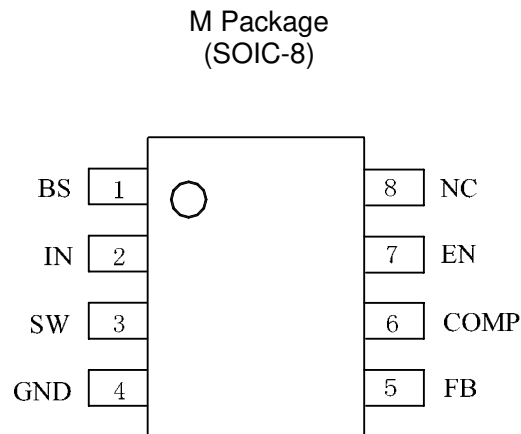 M Package
(SOIC-8)
BS 1 8 NC
IN 2 7 EN
SW 3 6 COMP
GND 4 5 FB